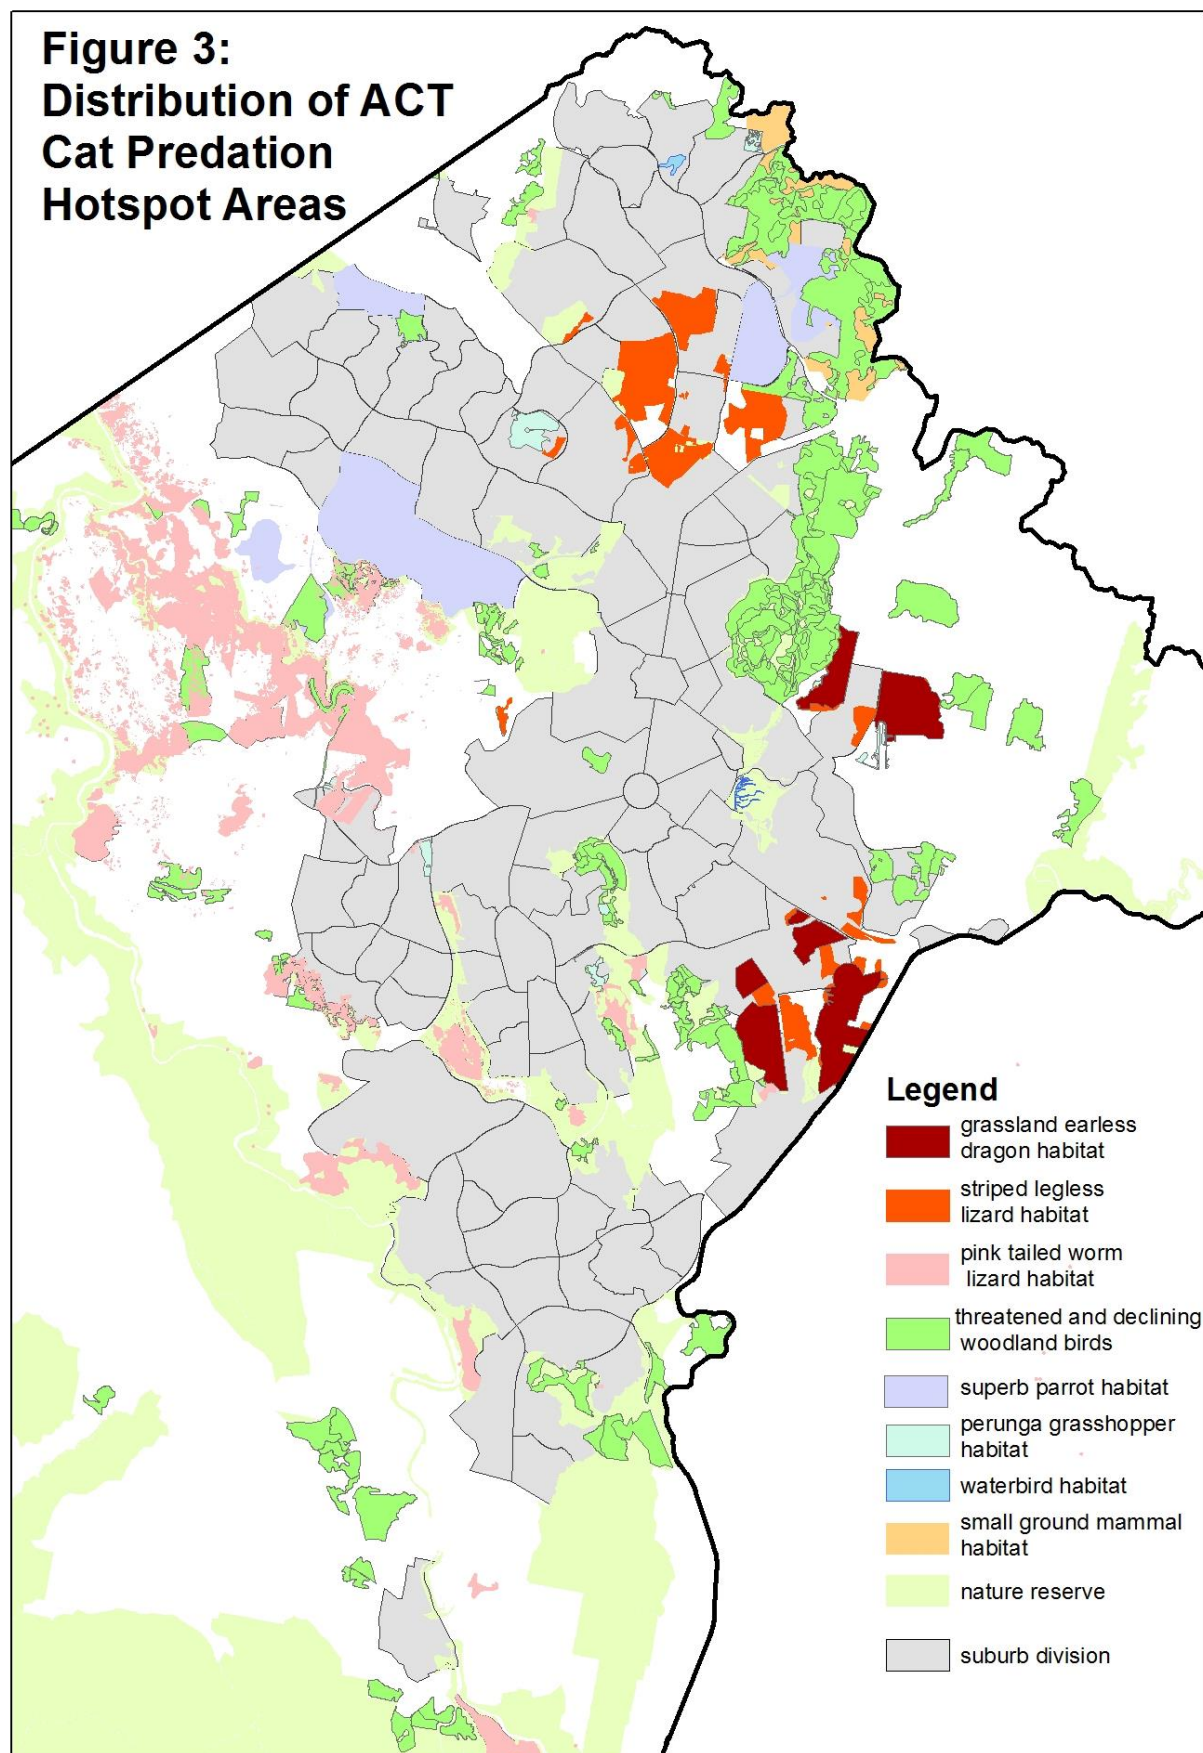 Figure 3:
Distribution of ACT
Cat Predation
Hotspot Areas
Legend
grassland earless
dragon habitat
striped legless
lizard habitat
pink tailed worm
lizard habitat
threatened and declining
woodland birds
superb parrot habitat
perunga grasshopper
habitat
waterbird habitat
small ground mammal
habitat
nature reserve
suburb division